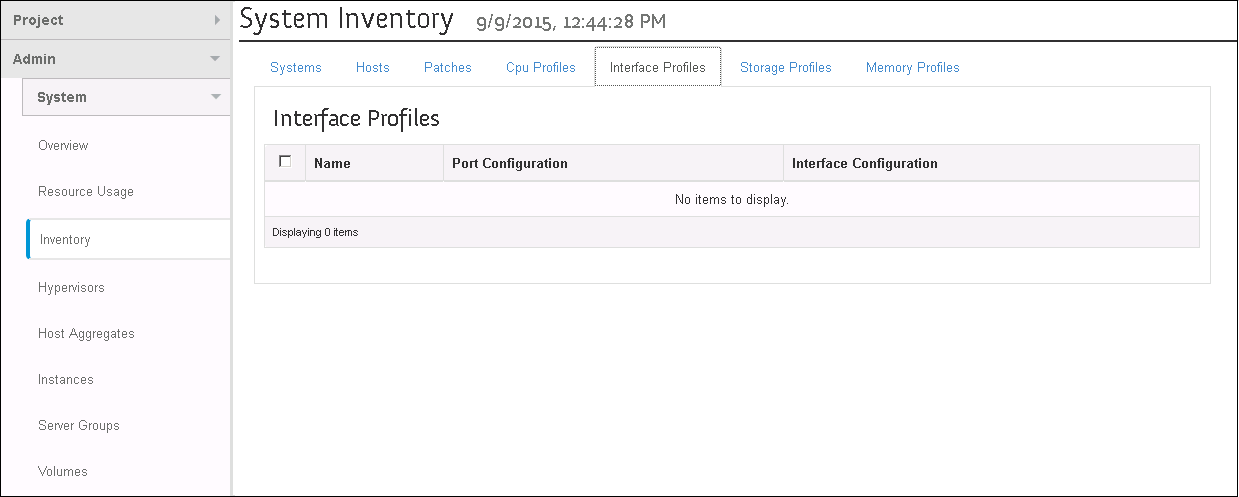 Project
Admin
System
Overview
Resource Usage
Inventory
Hypervisors
Host Aggregates
Instances
Server Groups
Volumes
System Inventory 9/9/2015, 12:44:28 PM
Systems Hosts Patches Cpu Profiles Interface Profiles Storage Profiles Memory Profiles
Interface Profiles
Name Port Configuration Interface Configuration
No items to display.
Displaying 0 items